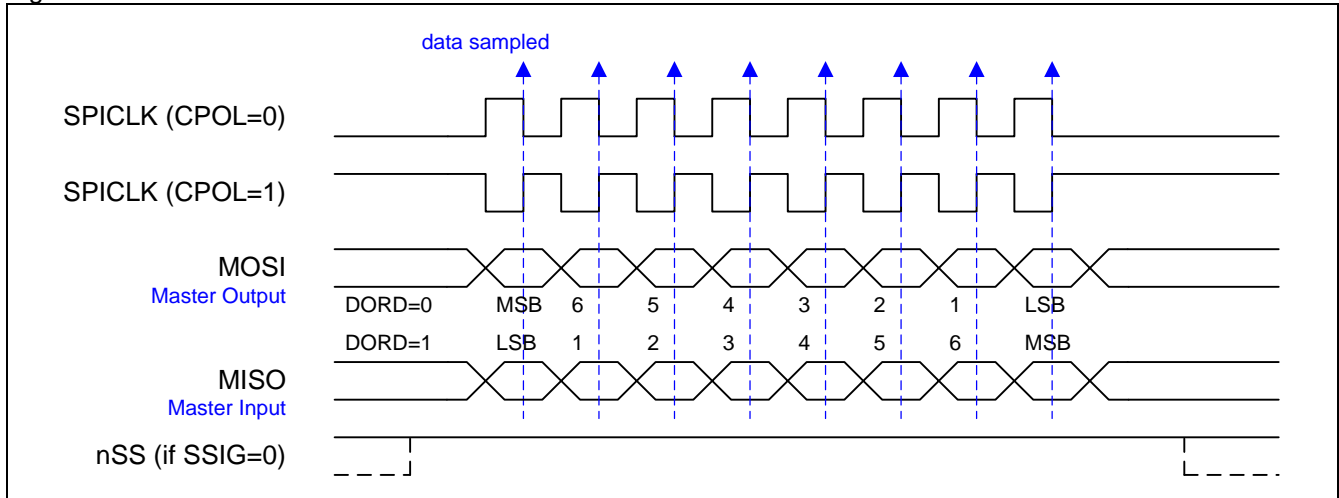 data sampled
SPICLK (CPOL=0)
SPICLK (CPOL=1)
MOSI
Master Output
DORD=0 MSB 6 5 4 3 2 1 LSB
DORD=1 LSB 1 2 3 4 5 6 MSB
MISO
Master Input
nSS (if SSIG=0)